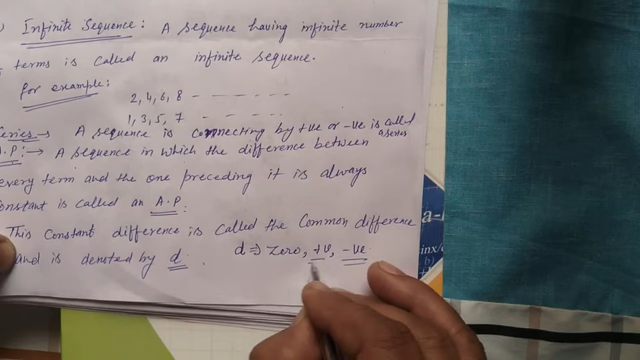 ) Infinite Sequence: A sequence having infinite number
terms is called an infinite sequence.
for example:
2, 4, 6, 8 - - - - - - -
1, 3, 5, 7 - - - - - - -
Series → A sequence is connecting by +ve or -ve is called a series
A.P: → A sequence in which the difference between
every term and the one preceding it is always
constant is called an A.P:
This constant difference is called the Common difference
and is denoted by d. d ⇒ Zero, +v, -ve.
a-
inx/
b)